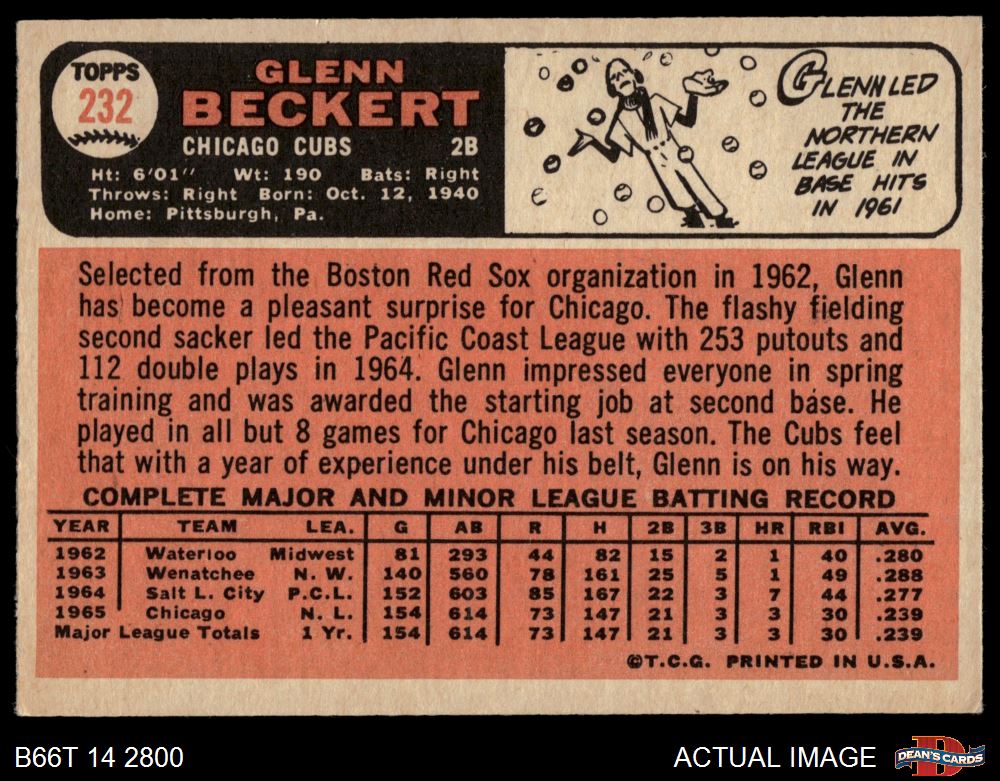 TOPPS
232
GLENN
BECKERT
CHICAGO CUBS 2B
Ht: 6'01" Wt: 190 Bats: Right
Throws: Right Born: Oct. 12, 1940
Home: Pittsburgh, Pa.
GLENN LED
THE
NORTHERN
LEAGUE IN
BASE HITS
IN 1961
Selected from the Boston Red Sox organization in 1962, Glenn
has become a pleasant surprise for Chicago. The flashy fielding
second sacker led the Pacific Coast League with 253 putouts and
112 double plays in 1964. Glenn impressed everyone in spring
training and was awarded the starting job at second base. He
played in all but 8 games for Chicago last season. The Cubs feel
that with a year of experience under his belt, Glenn is on his way.
COMPLETE MAJOR AND MINOR LEAGUE BATTING RECORD
YEAR TEAM LEA. G AB R H 2B 3B HR RBI AVG.
1962 Waterloo Midwest 81 293 44 82 15 2 1 40 .280
1963 Wenatchee N. W. 140 560 78 161 25 5 1 49 .288
1964 Salt L. City P.C.L. 152 603 85 167 22 3 7 44 .277
1965 Chicago N. L. 154 614 73 147 21 3 3 30 .239
Major League Totals 1 Yr. 154 614 73 147 21 3 3 30 .239
©T.C.G. PRINTED IN U.S.A.
B66T 14 2800
ACTUAL IMAGE
D
DEAN'S CARDS